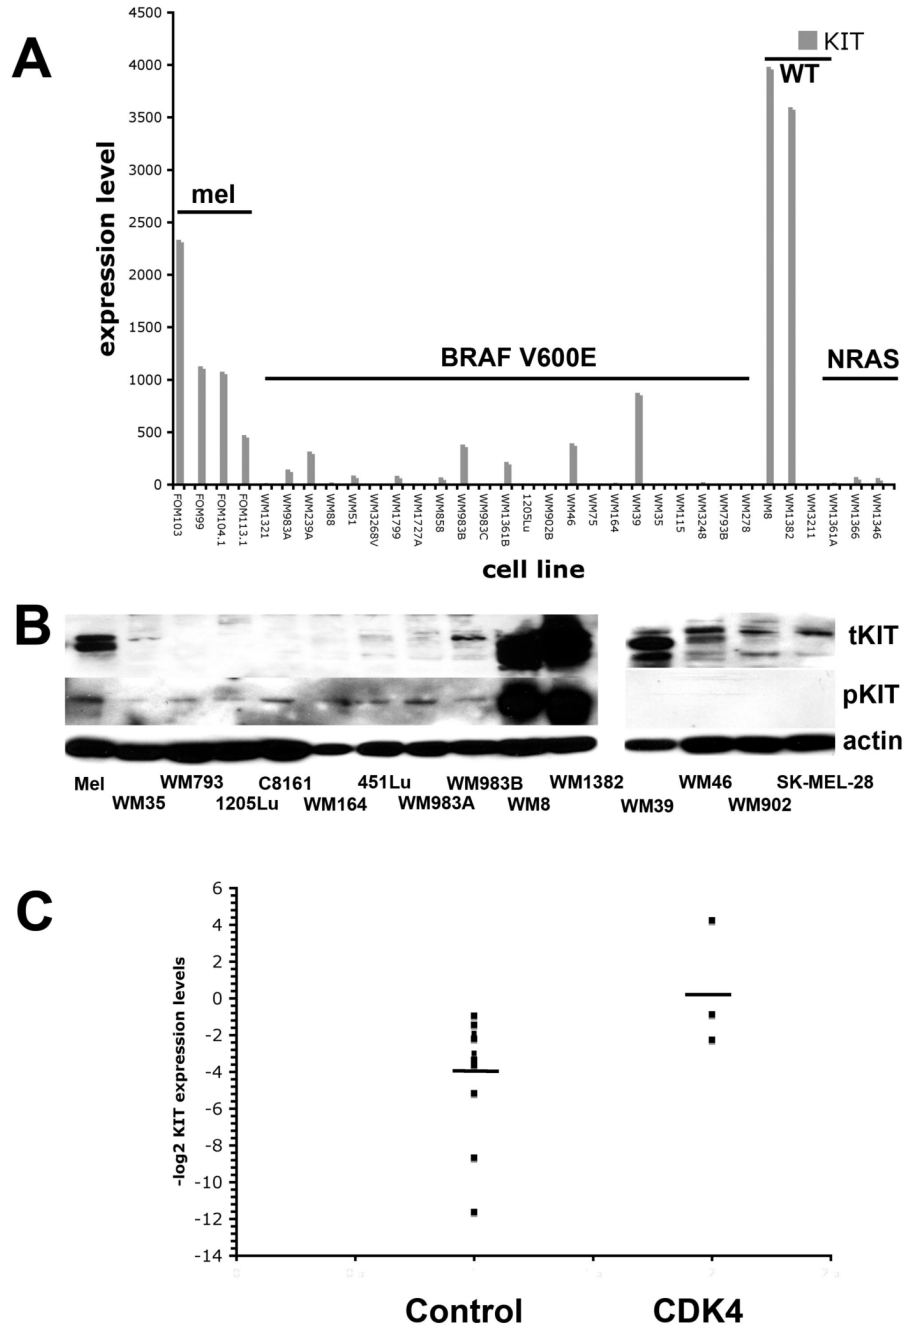 A
4500
4000
3500
3000
2500
2000
1500
1000
500
0
expression level
KIT
mel
BRAF V600E
WT
NRAS
FOM103
FOM99
FOM104.1
FOM113.1
WM1321
WM983A
WM239A
WM88
WM51
WM3268V
WM1799
WM1727A
WM858
WM983B
WM983C
WM1361B
1205Lu
WM902B
WM46
WM75
WM164
WM39
WM35
WM115
WM3248
WM793B
WM278
WM8
WM1382
WM3211
WM1361A
WM1366
WM1346
cell line
B
tKIT
pKIT
actin
Mel WM793 C8161 451Lu WM983B WM1382 WM46 SK-MEL-28
WM35 1205Lu WM164 WM983A WM8 WM39 WM902
C
6
4
2
0
-2
-4
-6
-8
-10
-12
-14
-log2 KIT expression levels
Control CDK4